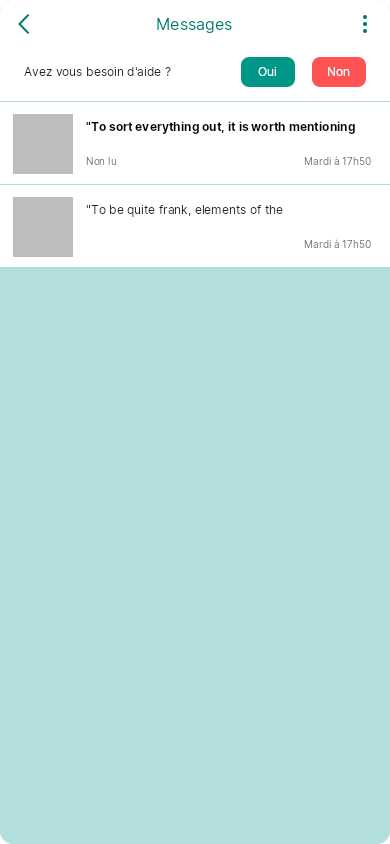 Messages
Avez vous besoin d'aide ?
Oui
Non
"To sort everything out, it is worth mentioning
Non lu
Mardi à 17h50
"To be quite frank, elements of the
Mardi à 17h50